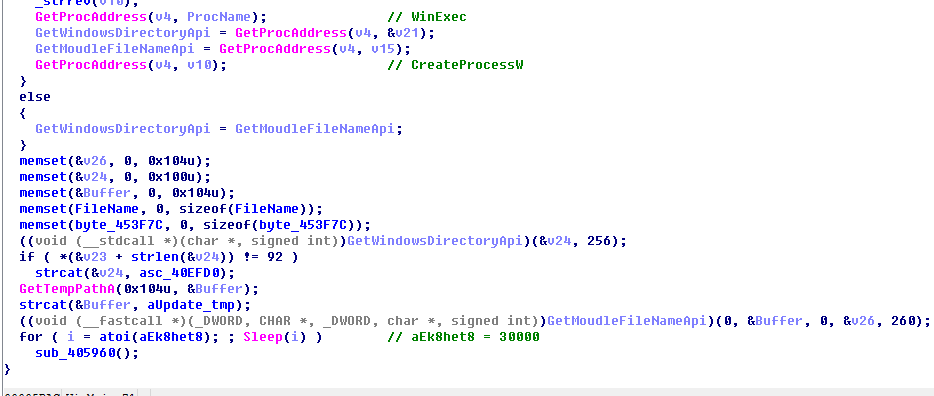 _strrev(v10);
GetProcAddress(v4, ProcName); // WinExec
GetWindowsDirectoryApi = GetProcAddress(v4, &v21);
GetMoudleFileNameApi = GetProcAddress(v4, v15);
GetProcAddress(v4, v10); // CreateProcessW
}
else
{
GetWindowsDirectoryApi = GetMoudleFileNameApi;
}
memset(&v26, 0, 0x104u);
memset(&v24, 0, 0x100u);
memset(&Buffer, 0, 0x104u);
memset(FileName, 0, sizeof(FileName));
memset(byte_453F7C, 0, sizeof(byte_453F7C));
((void (__stdcall *)(char *, signed int))GetWindowsDirectoryApi)(&v24, 256);
if ( *(&v23 + strlen(&v24)) != 92 )
strcat(&v24, asc_40EFD0);
GetTempPathA(0x104u, &Buffer);
strcat(&Buffer, aUpdate_tmp);
((void (__fastcall *)(_DWORD, CHAR *, _DWORD, char *, signed int))GetMoudleFileNameApi)(0, &Buffer, 0, &v26, 260);
for ( i = atoi(aEk8het8); ; Sleep(i) ) // aEk8het8 = 30000
sub_405960();
}